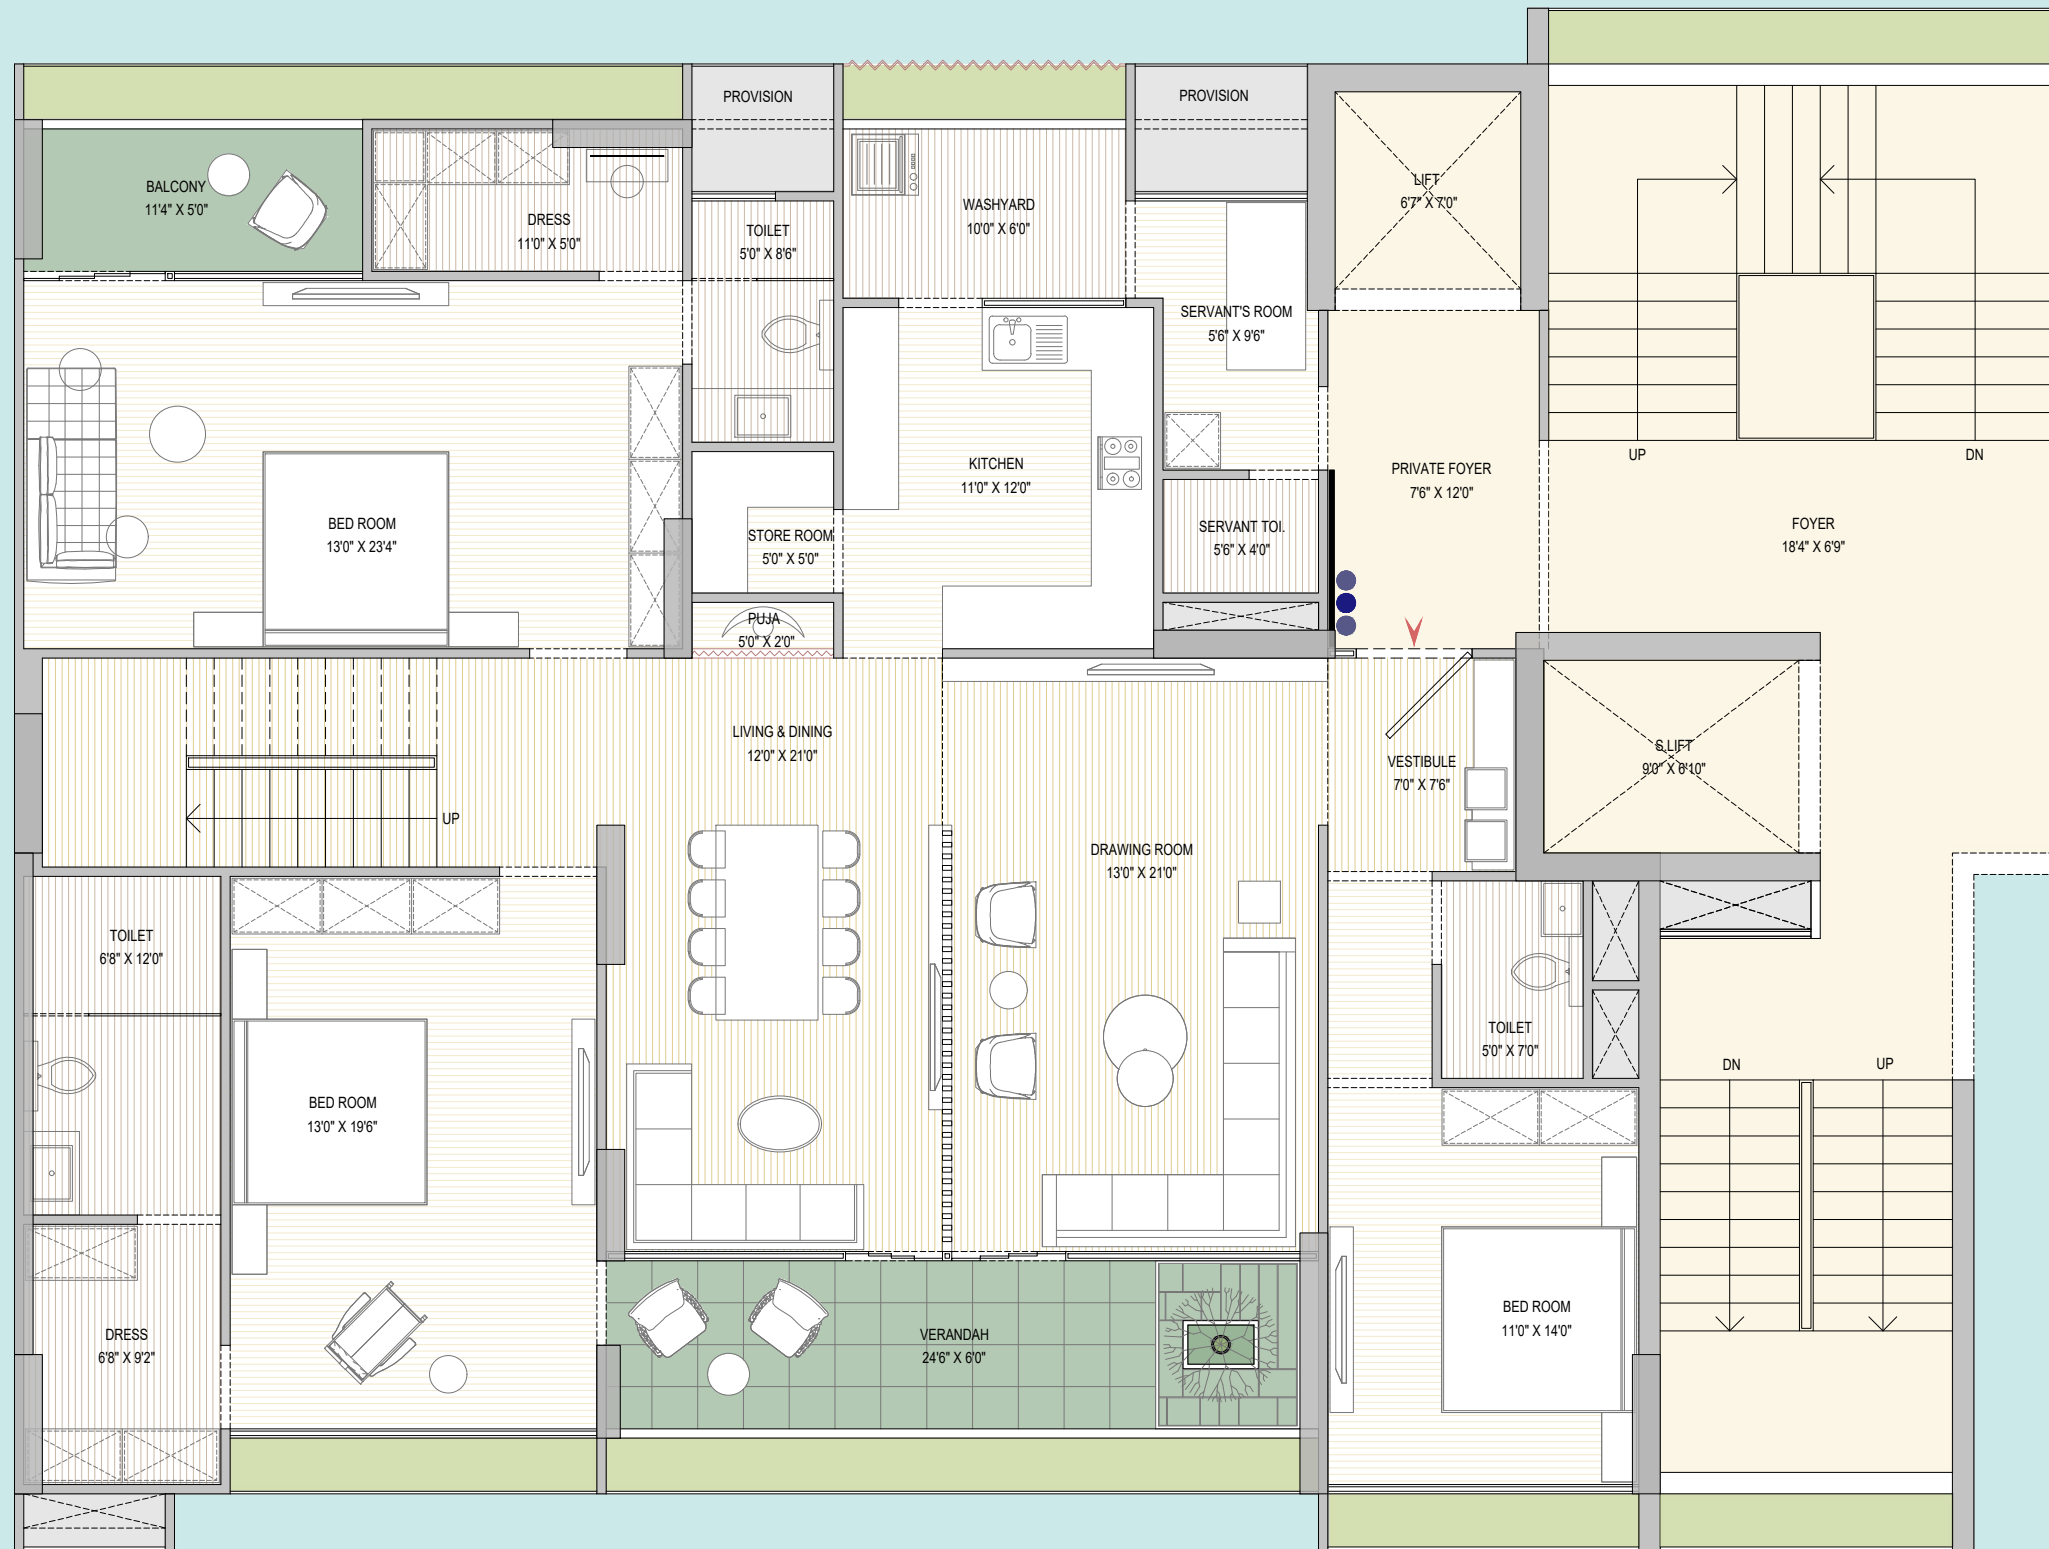 PROVISION
PROVISION
BALCONY
11'4" X 5'0"
DRESS
11'0" X 5'0"
TOILET
5'0" X 8'6"
WASHYARD
10'0" X 6'0"
LIFT
6'7" X 7'0"
SERVANT'S ROOM
5'6" X 9'6"
UP
DN
BED ROOM
13'0" X 23'4"
KITCHEN
11'0" X 12'0"
PRIVATE FOYER
7'6" X 12'0"
STORE ROOM
5'0" X 5'0"
SERVANT TOI.
5'6" X 4'0"
FOYER
18'4" X 6'9"
PUJA
5'0" X 2'0"
LIVING & DINING
12'0" X 21'0"
S.LIFT
9'0" X 6'10"
VESTIBULE
7'0" X 7'6"
UP
DRAWING ROOM
13'0" X 21'0"
TOILET
6'8" X 12'0"
TOILET
5'0" X 7'0"
DN
UP
BED ROOM
13'0" X 19'6"
DRESS
6'8" X 9'2"
VERANDAH
24'6" X 6'0"
BED ROOM
11'0" X 14'0"